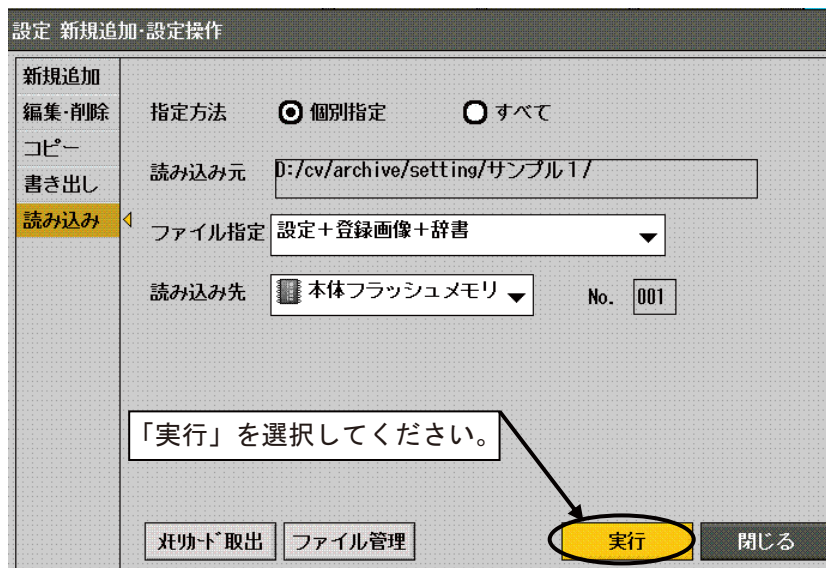 設定 新規追加･設定操作
新規追加
編集･削除
コピー
書き出し
読み込み
指定方法 個別指定 すべて
読み込み元 D:/cv/archive/setting/サンプル１/
ファイル指定 設定＋登録画像＋辞書
読み込み先 本体フラッシュメモリ No. 001
「実行」を選択してください。
ﾒﾓﾘｶｰﾄﾞ取出 ファイル管理 実行 閉じる